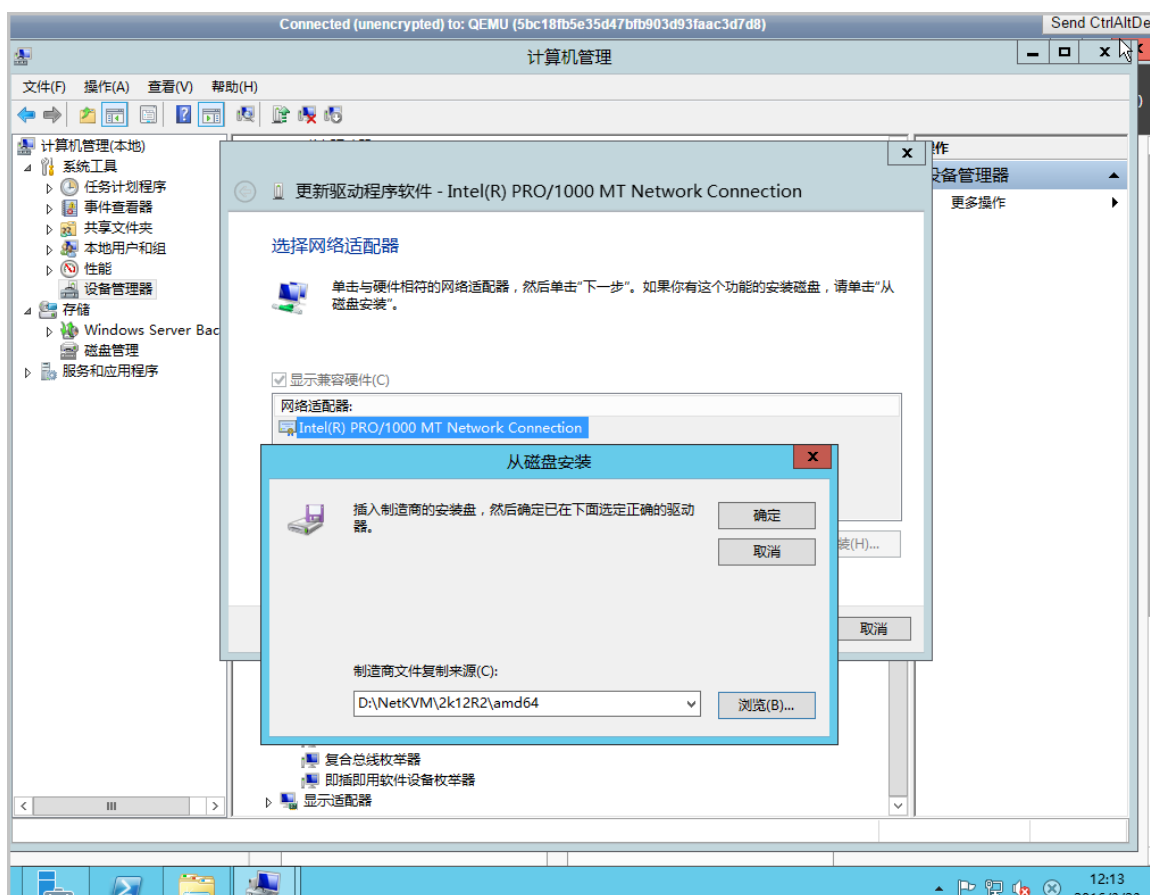 Connected (unencrypted) to: QEMU (5bc18fb5e35d47bfb903d93faac3d7d8)
Send CtrlAltDe
计算机管理
文件(F) 操作(A) 查看(V) 帮助(H)
计算机管理(本地)
系统工具
任务计划程序
事件查看器
共享文件夹
本地用户和组
性能
设备管理器
存储
Windows Server Bac
磁盘管理
服务和应用程序
作
设备管理器
更多操作
更新驱动程序软件 - Intel(R) PRO/1000 MT Network Connection
选择网络适配器
单击与硬件相符的网络适配器，然后单击"下一步"。如果你有这个功能的安装磁盘，请单击"从
磁盘安装"。
显示兼容硬件(C)
网络适配器:
Intel(R) PRO/1000 MT Network Connection
装(H)...
取消
从磁盘安装
插入制造商的安装盘，然后确定已在下面选定正确的驱动
器。
确定
取消
制造商文件复制来源(C):
D:\NetKVM\2k12R2\amd64
浏览(B)...
复合总线枚举器
即插即用软件设备枚举器
显示适配器
12:13